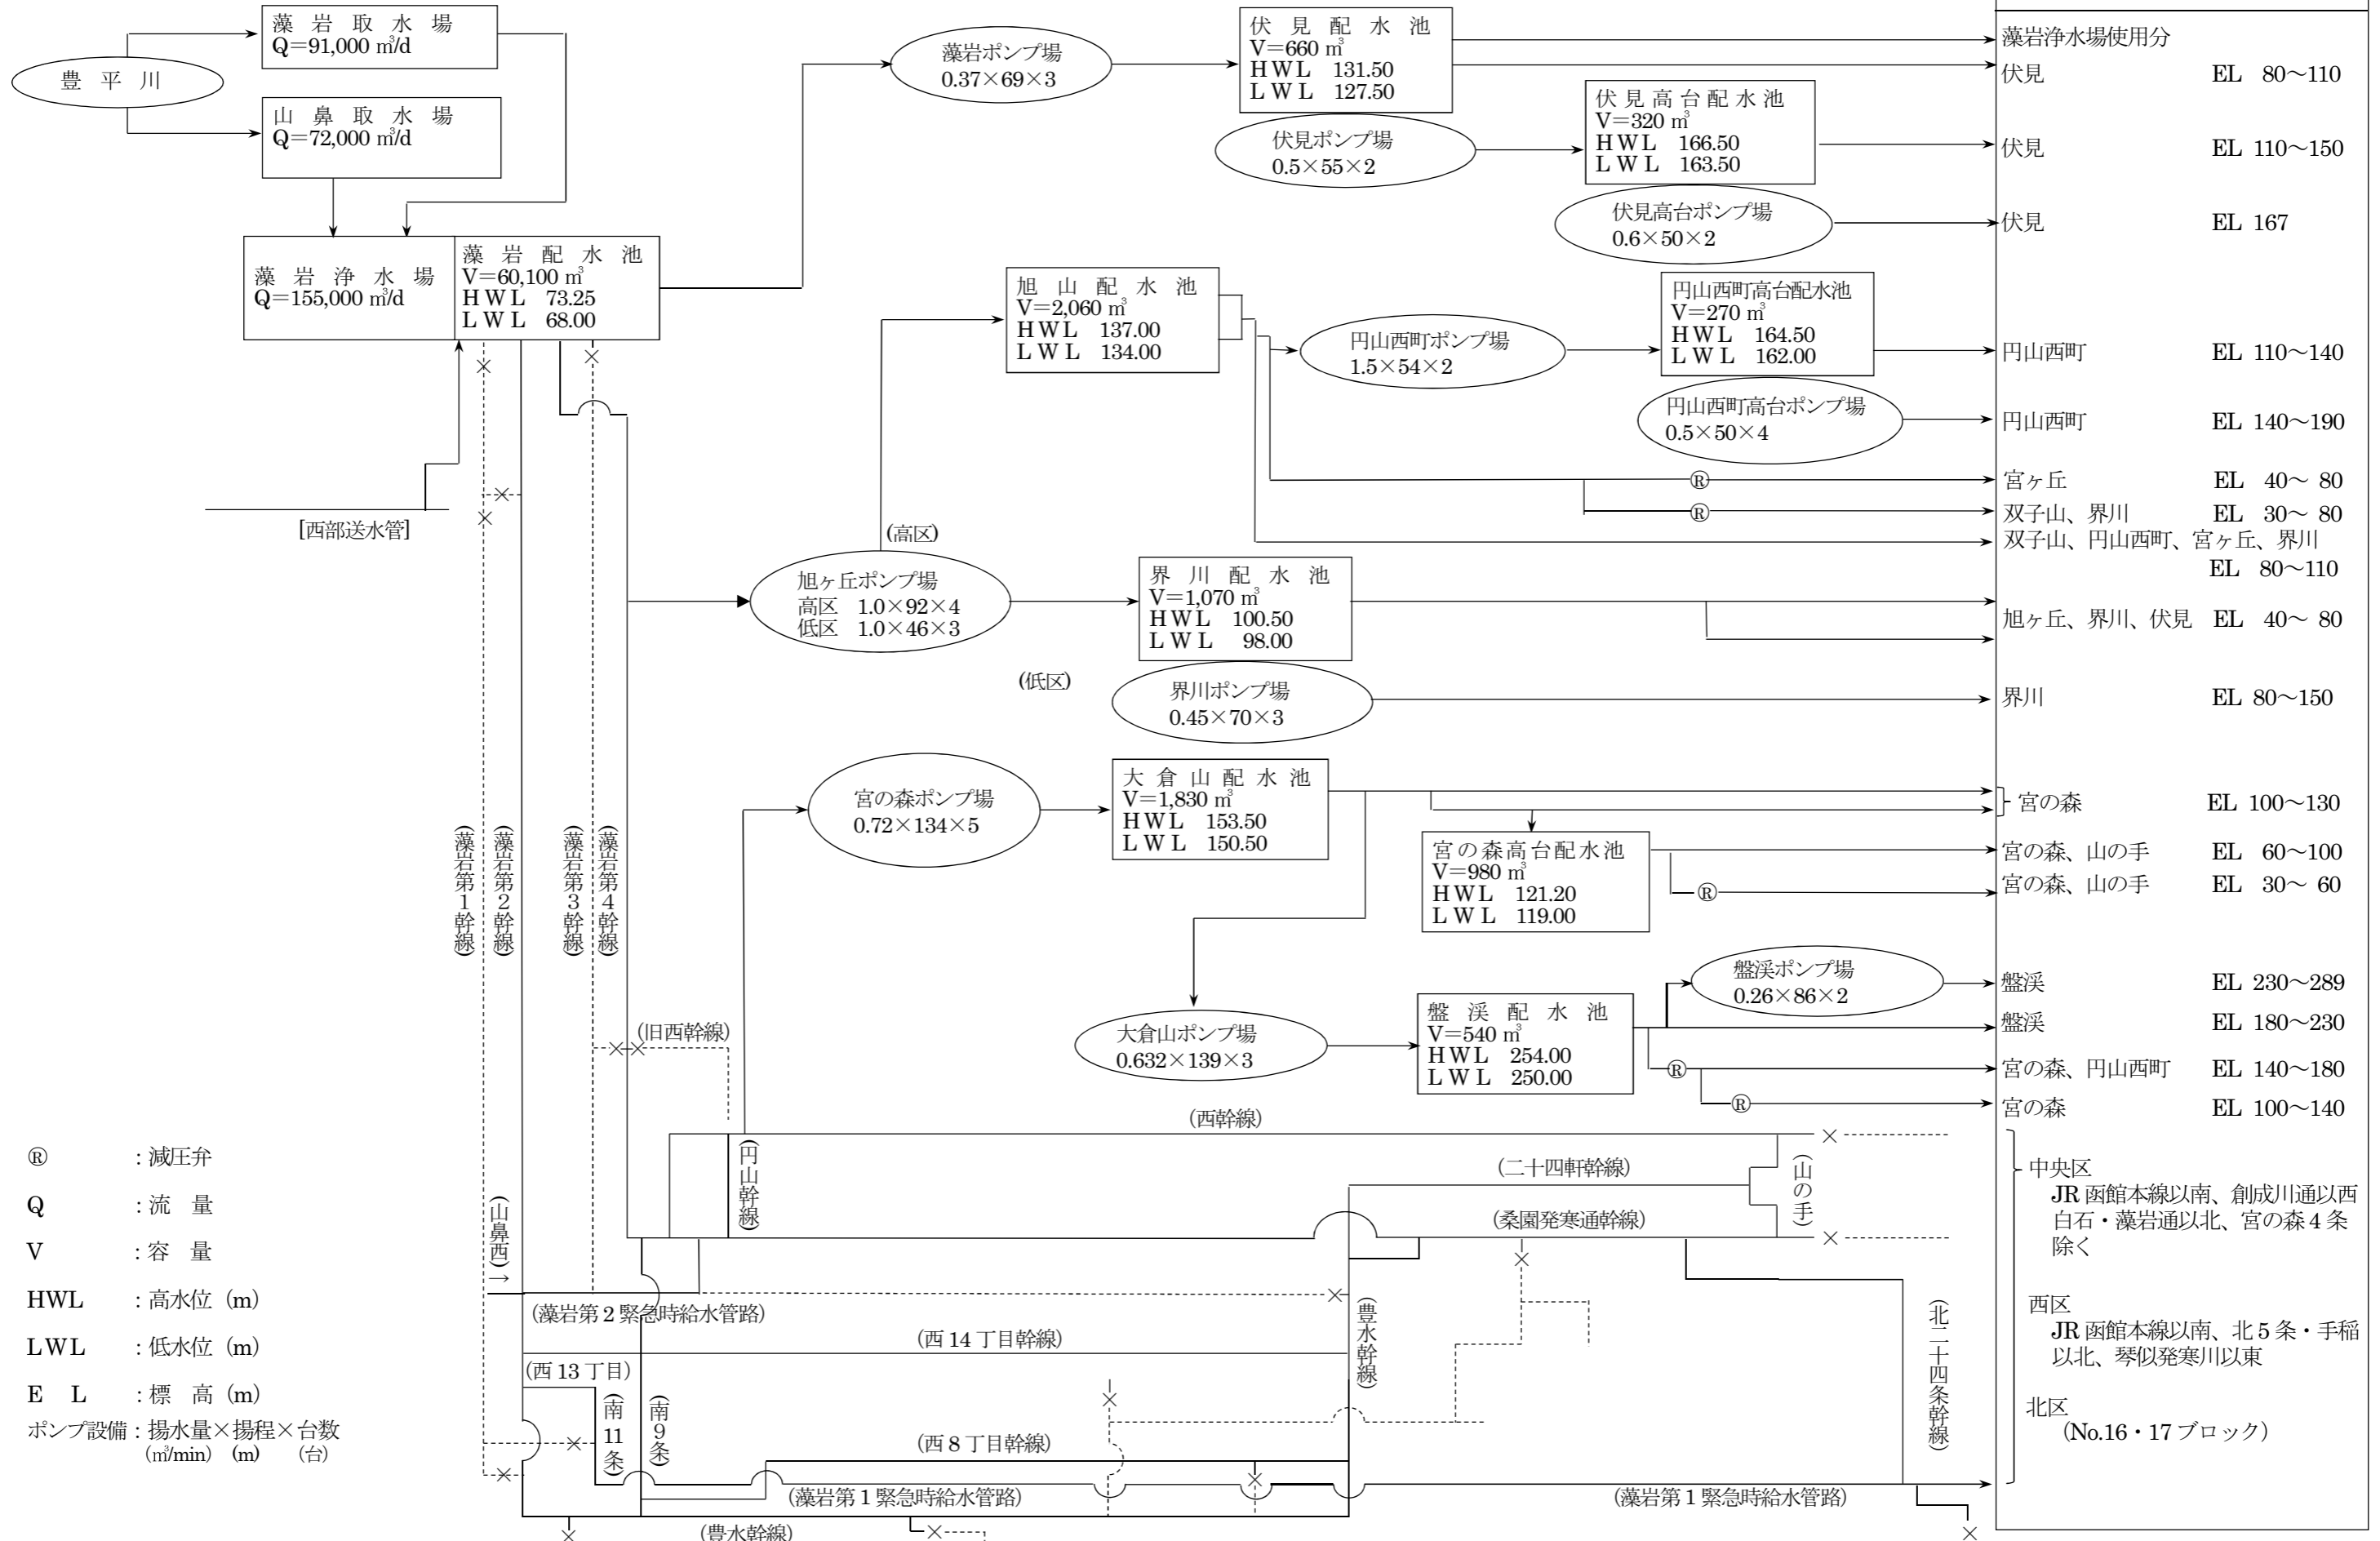 豊平川
藻岩取水場
Q=91,000 ㎥/d
山鼻取水場
Q=72,000 ㎥/d
藻岩浄水場
Q=155,000 ㎥/d
藻岩配水池
V=60,100 ㎥
HWL 73.25
LWL 68.00
[西部送水管]
藻岩ポンプ場
0.37×69×3
伏見配水池
V=660 ㎥
HWL 131.50
LWL 127.50
伏見ポンプ場
0.5×55×2
伏見高台配水池
V=320 ㎥
HWL 166.50
LWL 163.50
伏見高台ポンプ場
0.6×50×2
旭山配水池
V=2,060 ㎥
HWL 137.00
LWL 134.00
円山西町ポンプ場
1.5×54×2
円山西町高台配水池
V=270 ㎥
HWL 164.50
LWL 162.00
円山西町高台ポンプ場
0.5×50×4
Ⓡ
Ⓡ
(高区)
旭ヶ丘ポンプ場
高区 1.0×92×4
低区 1.0×46×3
(低区)
界川配水池
V=1,070 ㎥
HWL 100.50
LWL 98.00
界川ポンプ場
0.45×70×3
宮の森ポンプ場
0.72×134×5
大倉山配水池
V=1,830 ㎥
HWL 153.50
LWL 150.50
宮の森高台配水池
V=980 ㎥
HWL 121.20
LWL 119.00
Ⓡ
大倉山ポンプ場
0.632×139×3
盤渓配水池
V=540 ㎥
HWL 254.00
LWL 250.00
盤渓ポンプ場
0.26×86×2
Ⓡ
Ⓡ
藻岩浄水場使用分
伏見 EL 80～110
伏見 EL 110～150
伏見 EL 167
円山西町 EL 110～140
円山西町 EL 140～190
宮ヶ丘 EL 40～ 80
双子山、界川 EL 30～ 80
双子山、円山西町、宮ヶ丘、界川
EL 80～110
旭ヶ丘、界川、伏見 EL 40～ 80
界川 EL 80～150
宮の森 EL 100～130
宮の森、山の手 EL 60～100
宮の森、山の手 EL 30～ 60
盤渓 EL 230～289
盤渓 EL 180～230
宮の森、円山西町 EL 140～180
宮の森 EL 100～140
中央区
JR 函館本線以南、創成川通以西
白石・藻岩通以北、宮の森4条
除く
西区
JR 函館本線以南、北5条・手稲
以北、琴似発寒川以東
北区
(No.16・17 ブロック)
(藻岩第1幹線)
(藻岩第2幹線)
(藻岩第3幹線)
(藻岩第4幹線)
(旧西幹線)
(西幹線)
(円山幹線)
(二十四軒幹線)
(山の手)
(桑園発寒通幹線)
(山鼻西)→
(藻岩第2緊急時給水管路)
(豊水幹線)
(北二十四条幹線)
(西14丁目幹線)
(西13丁目)
(南11条)
(南9条)
(西8丁目幹線)
(藻岩第1緊急時給水管路)
(藻岩第1緊急時給水管路)
(豊水幹線)
Ⓡ :減圧弁
Q :流 量
V :容 量
HWL :高水位(m)
LWL :低水位(m)
E L :標 高(m)
ポンプ設備:揚水量×揚程×台数
(㎥/min) (m) (台)